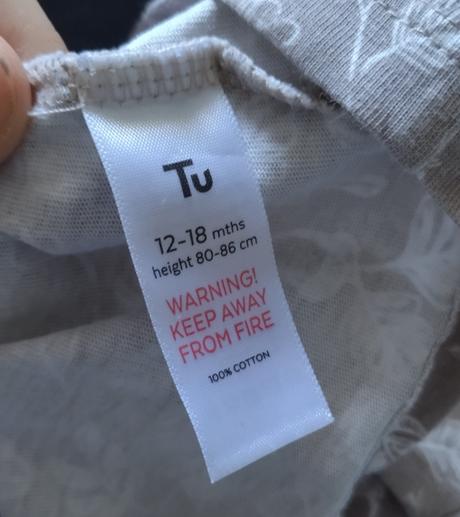 Tu
12-18 mths
height 80-86 cm
WARNING!
KEEP AWAY
FROM FIRE
100% COTTON